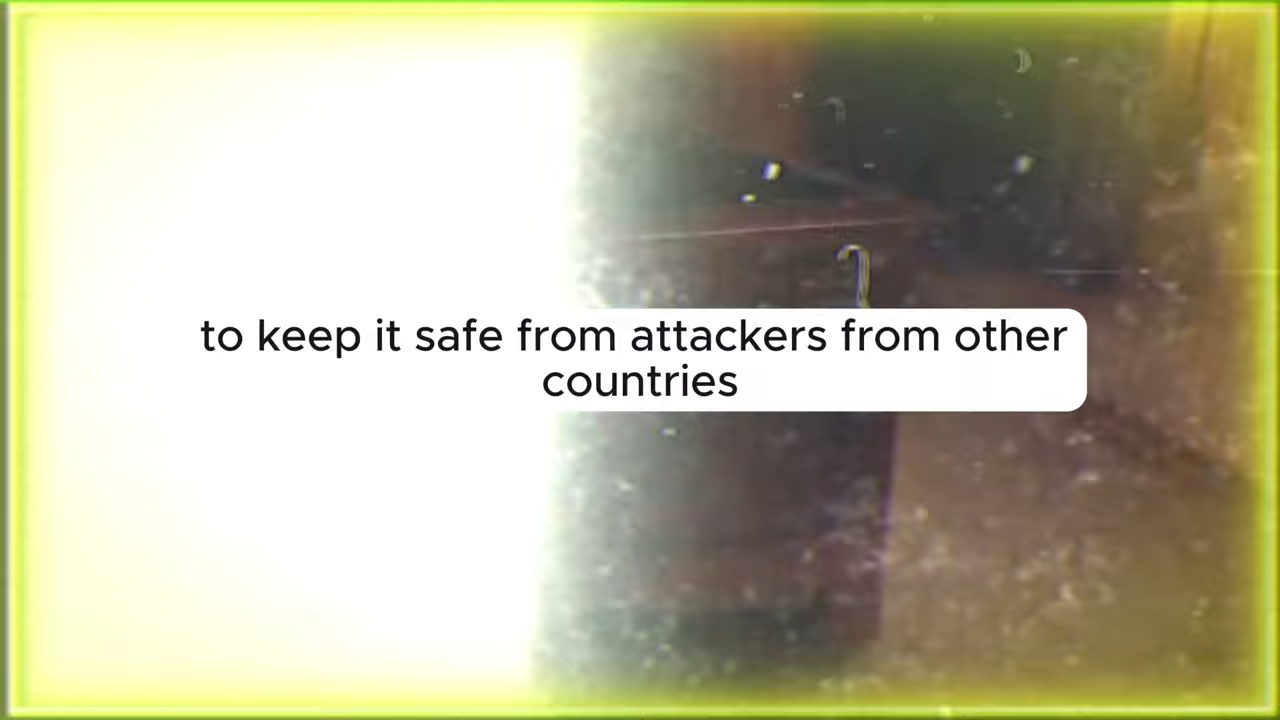 to keep it safe from attackers from other
countries